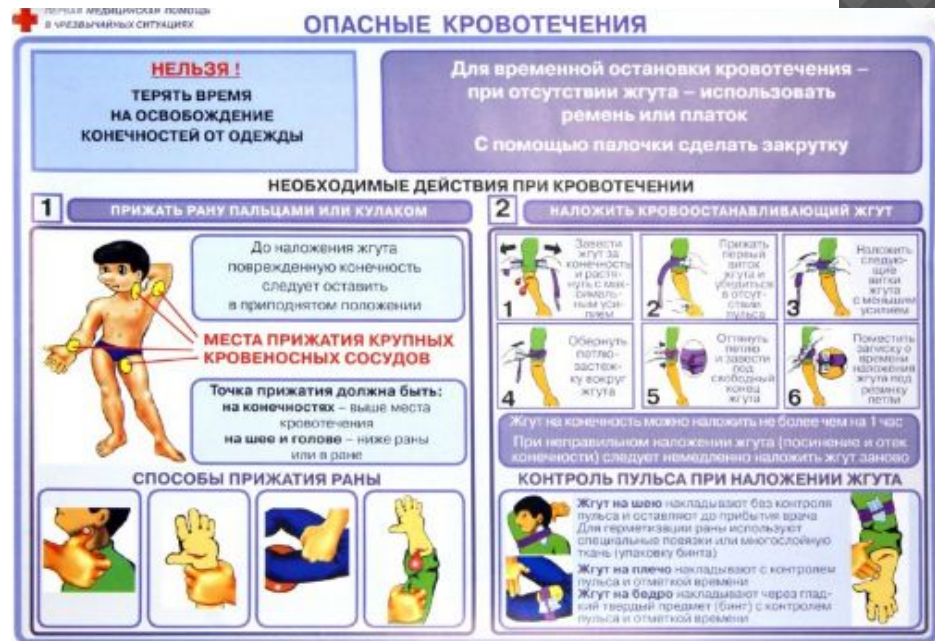 ПЕРВАЯ МЕДИЦИНСКАЯ ПОМОЩЬ
В ЧРЕЗВЫЧАЙНЫХ СИТУАЦИЯХ
ОПАСНЫЕ КРОВОТЕЧЕНИЯ
НЕЛЬЗЯ !
ТЕРЯТЬ ВРЕМЯ
НА ОСВОБОЖДЕНИЕ
КОНЕЧНОСТЕЙ ОТ ОДЕЖДЫ
Для временной остановки кровотечения –
при отсутствии жгута – использовать
ремень или платок
С помощью палочки сделать закрутку
НЕОБХОДИМЫЕ ДЕЙСТВИЯ ПРИ КРОВОТЕЧЕНИИ
1 ПРИЖАТЬ РАНУ ПАЛЬЦАМИ ИЛИ КУЛАКОМ
До наложения жгута
поврежденную конечность
следует оставить
в приподнятом положении
МЕСТА ПРИЖАТИЯ КРУПНЫХ
КРОВЕНОСНЫХ СОСУДОВ
Точка прижатия должна быть:
на конечностях – выше места
кровотечения
на шее и голове – ниже раны
или в ране
СПОСОБЫ ПРИЖАТИЯ РАНЫ
2 НАЛОЖИТЬ КРОВООСТАНАВЛИВАЮЩИЙ ЖГУТ
1
Завести
жгут за
конечность
и растя-
нуть с мак-
сималь-
ным уси-
лием
2
Прижать
первый
виток
жгута и
убедиться
в отсут-
ствии
пульса
3
Наложить
следую-
щие
витки
жгута
с меньшим
усилием
4
Обернуть
петлю-
застеж-
ку вокруг
жгута
5
Оттянуть
петлю
и завести
под
свободный
конец
жгута
6
Поместить
записку о
времени
наложения
жгута под
резинку
петли
Жгут на конечность можно наложить не более чем на 1 час
При неправильном наложении жгута (посинение и отек
конечности) следует немедленно наложить жгут заново
КОНТРОЛЬ ПУЛЬСА ПРИ НАЛОЖЕНИИ ЖГУТА
Жгут на шею накладывают без контроля
пульса и оставляют до прибытия врача
Для герметизации раны используют
специальные повязки или многослойную
ткань (упаковку бинта)
Жгут на плечо накладывают с контролем
пульса и отметкой времени
Жгут на бедро накладывают через глад-
кий твердый предмет (бинт) с контролем
пульса и отметкой времени